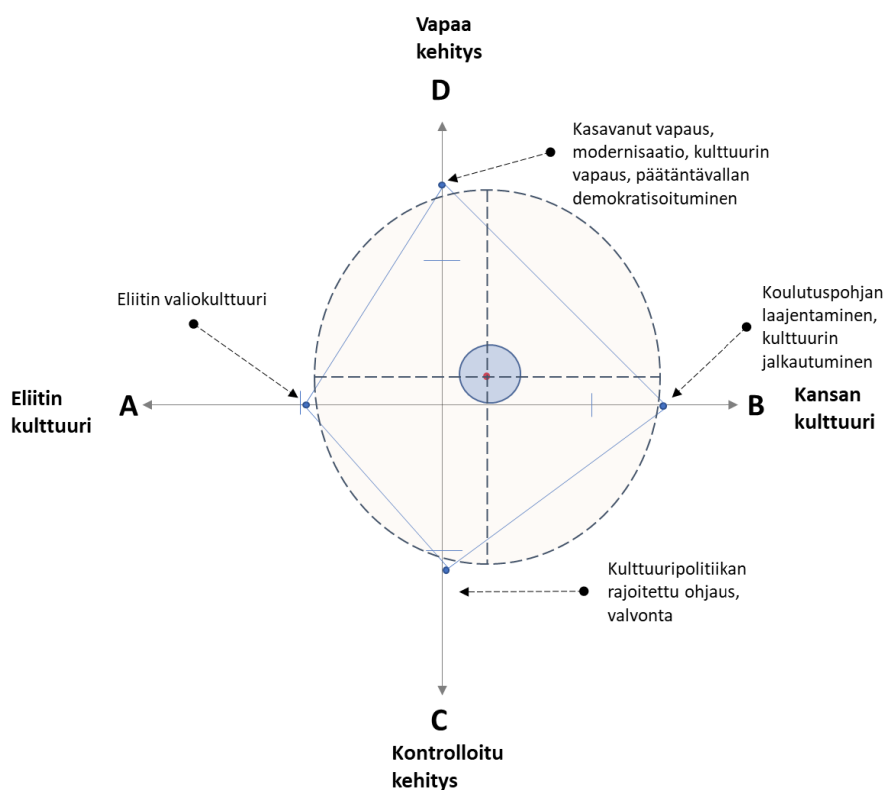 Vapaa
kehitys
D
Kasavanut vapaus,
modernisaatio, kulttuurin
vapaus, päätäntävallan
demokratisoituminen
Eliitin valiokulttuuri
Koulutuspohjan
laajentaminen,
kulttuurin
jalkautuminen
Eliitin
kulttuuri
A
B
Kansan
kulttuuri
Kulttuuripolitiikan
rajoitettu ohjaus,
valvonta
C
Kontrolloitu
kehitys